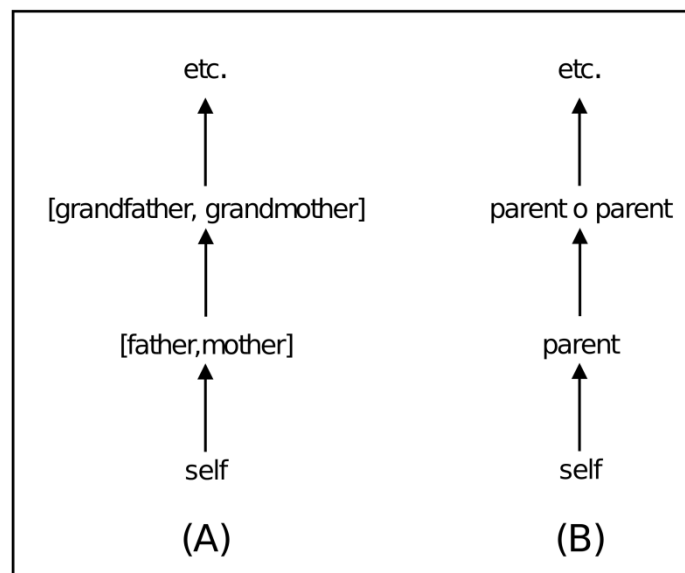 etc.
[grandfather, grandmother]
[father,mother]
self
(A)
etc.
parent o parent
parent
self
(B)